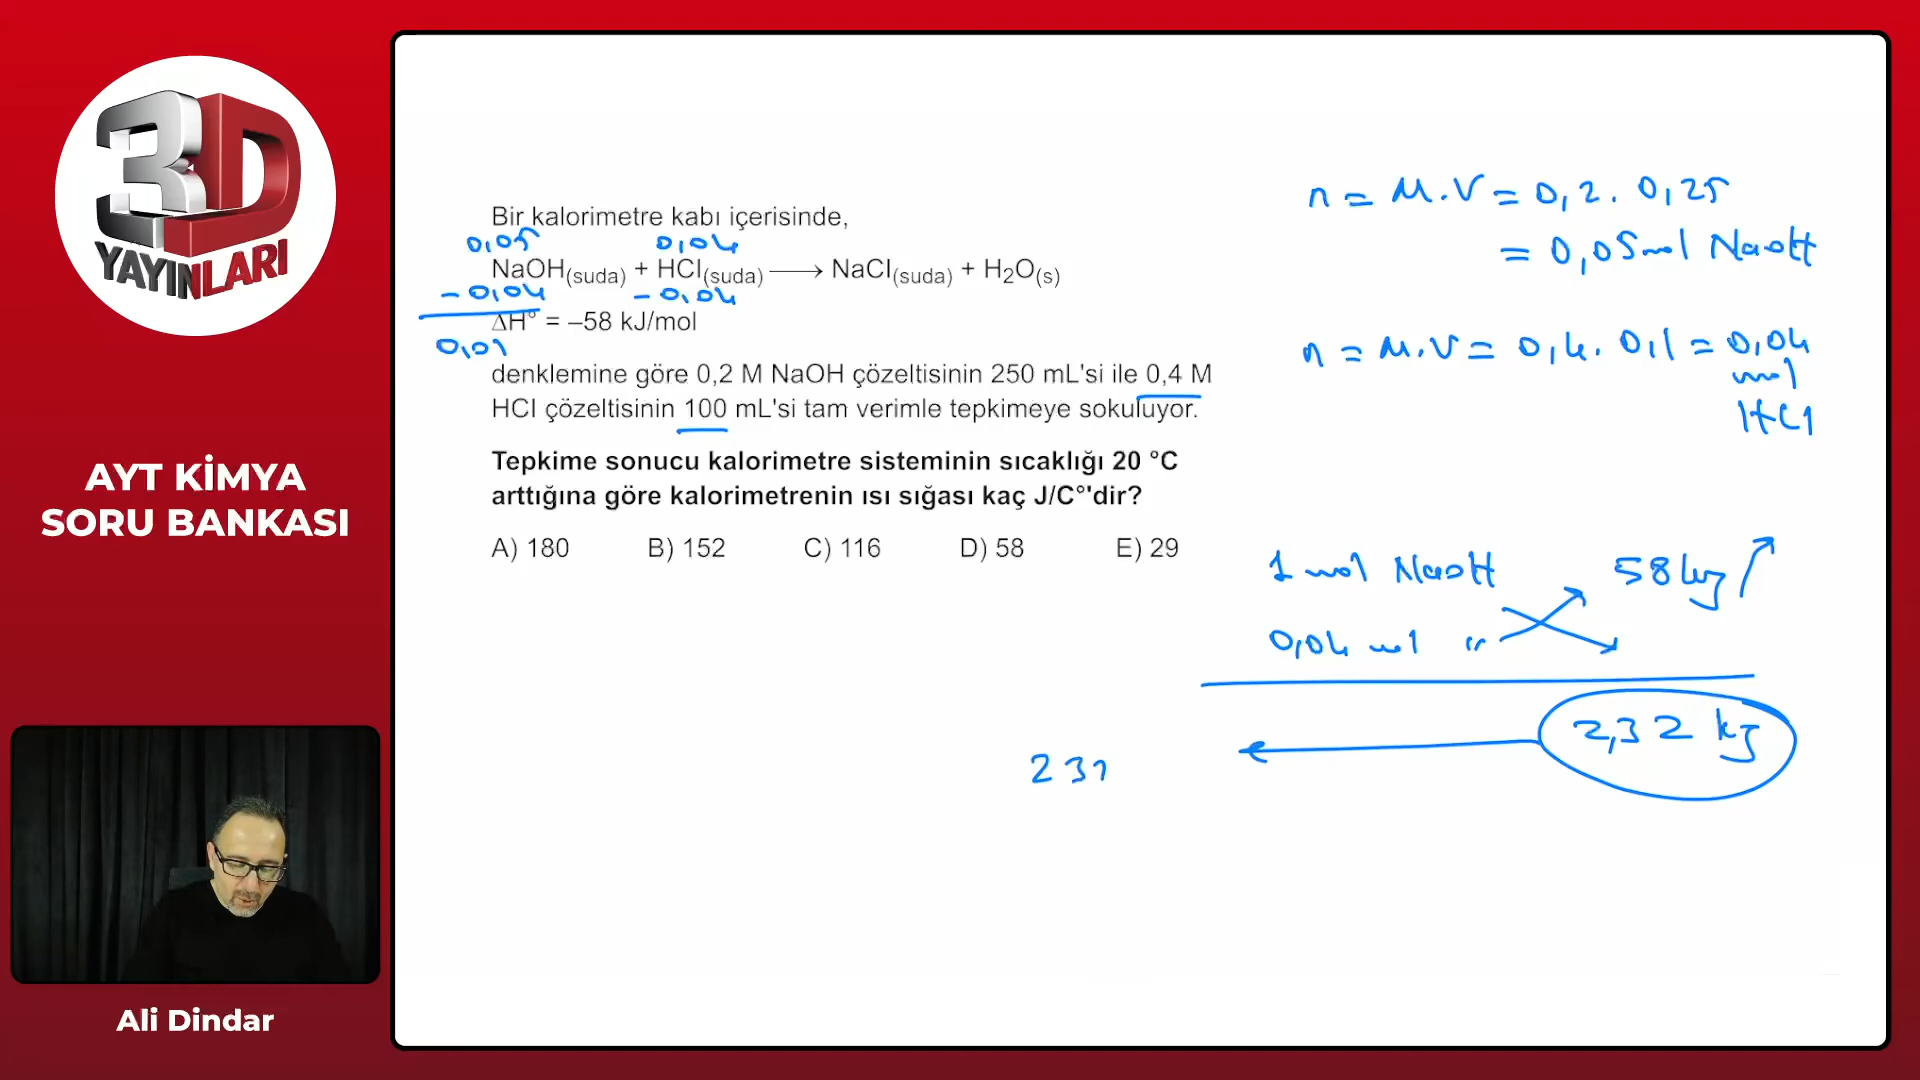 3D
YAYINLARI
AYT KİMYA
SORU BANKASI
Ali Dindar
Bir kalorimetre kabı içerisinde,
0,05 0,04
NaOH(suda) + HCl(suda) ⟶ NaCl(suda) + H₂O(s)
-0,04 -0,04
ΔH° = –58 kJ/mol
0,01
denklemine göre 0,2 M NaOH çözeltisinin 250 mL'si ile 0,4 M
HCl çözeltisinin 100 mL'si tam verimle tepkimeye sokuluyor.
Tepkime sonucu kalorimetre sisteminin sıcaklığı 20 °C
arttığına göre kalorimetrenin ısı sığası kaç J/C°'dir?
A) 180 B) 152 C) 116 D) 58 E) 29
n = M.V = 0,2 . 0,25
= 0,05 mol NaOH
n = M.V = 0,4 . 0,1 = 0,04
mol
HCl
1 mol NaOH 58 kJ
0,04 mol "
2,32 kJ